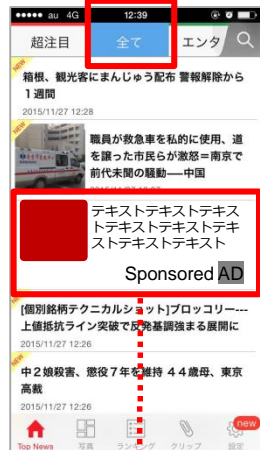 au 4G 12:39
超注目 全て エンタ
NEW
箱根、観光客にまんじゅう配布 警報解除から
1週間
2015/11/27 12:28
NEW
職員が救急車を私的に使用、道
を譲った市民らが激怒＝南京で
前代未聞の騒動―中国
テキストテキストテキス
トテキストテキストテキ
ストテキストテキスト
Sponsored AD
NEW
[個別銘柄テクニカルショット]ブロッコリー---
上値抵抗ライン突破で反発基調強まる展開に
2015/11/27 12:26
NEW
中2娘殺害、懲役7年を維持 44歳母、東京
高裁
2015/11/27 12:26
new
Top News 写真 ランキング クリップ 設定